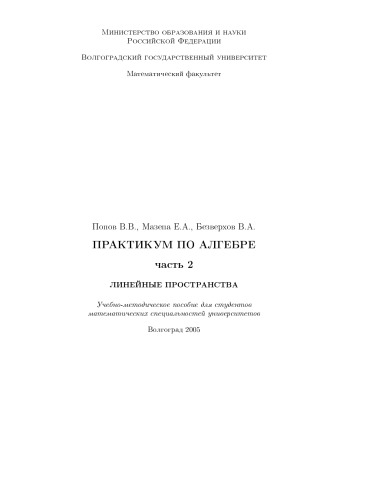 Министерство образования и науки
Российской Федерации
Волгоградский государственный университет
Математический факультет
Попов В.В., Мазепа Е.А., Безверхов В.А.
ПРАКТИКУМ ПО АЛГЕБРЕ
часть 2
ЛИНЕЙНЫЕ ПРОСТРАНСТВА
Учебно-методическое пособие для студентов
математических специальностей университетов
Волгоград 2005